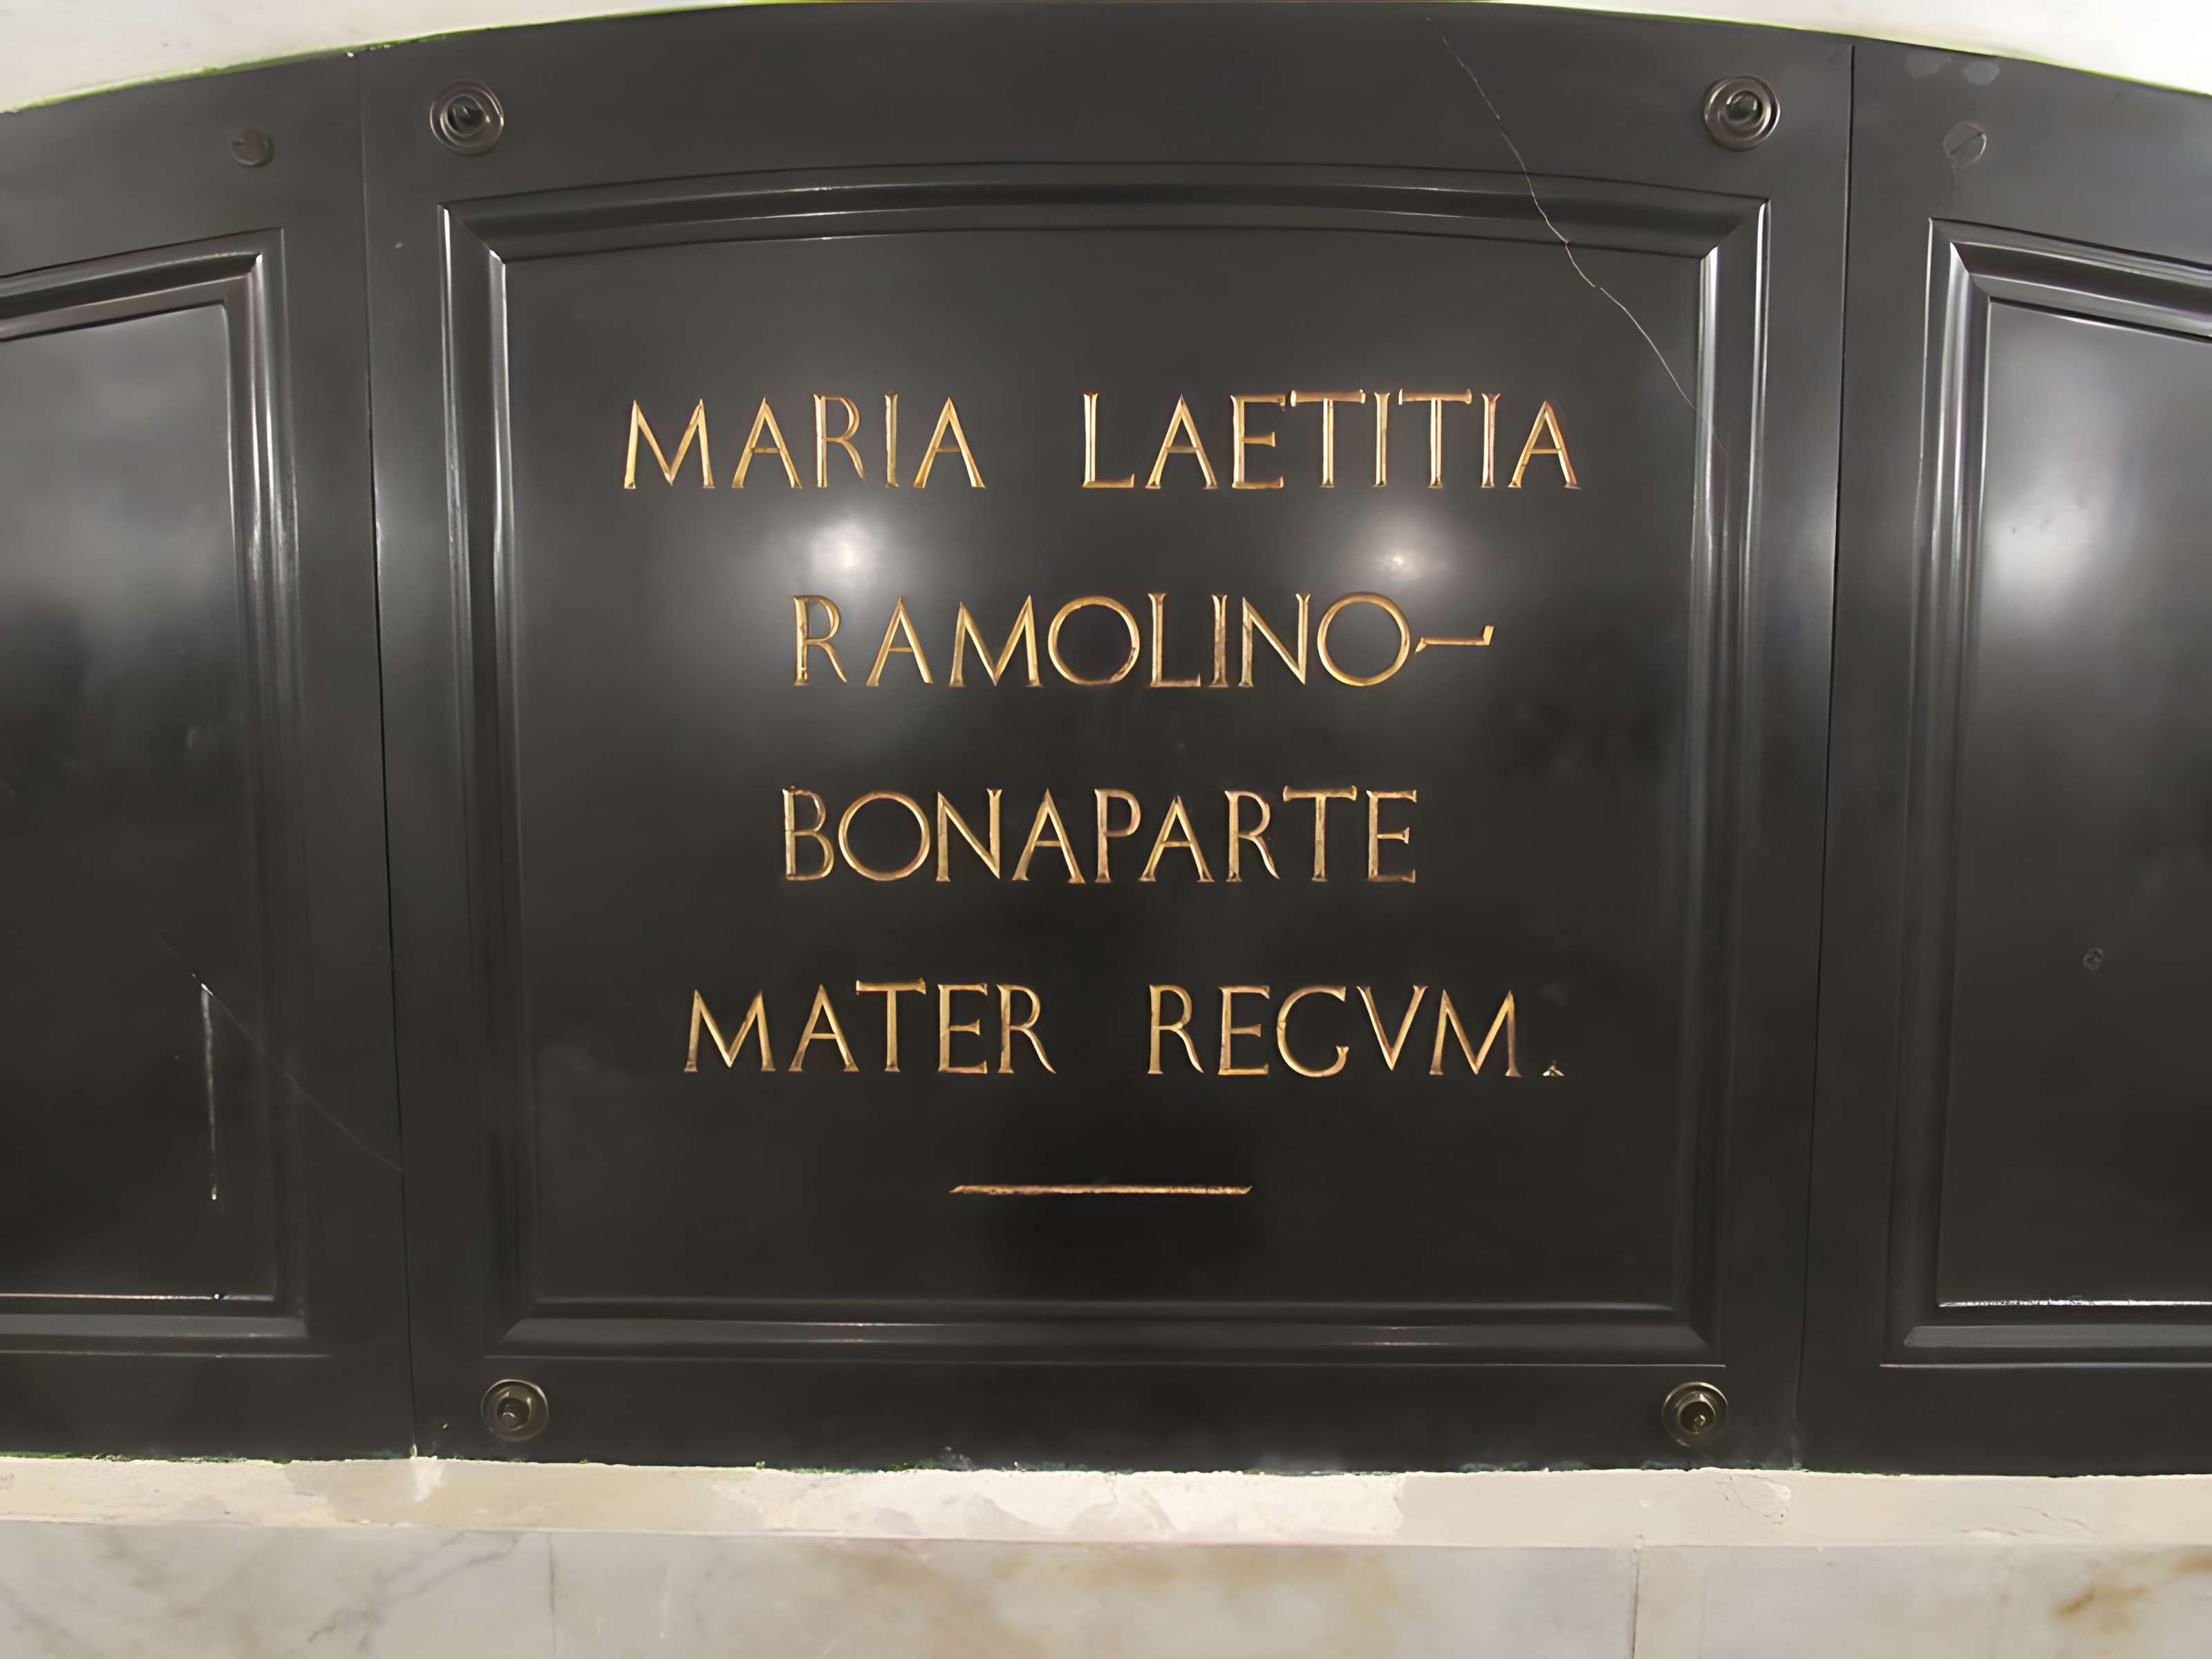 MARIA LAETITIA
RAMOLINO-
BONAPARTE
MATER REGVM.